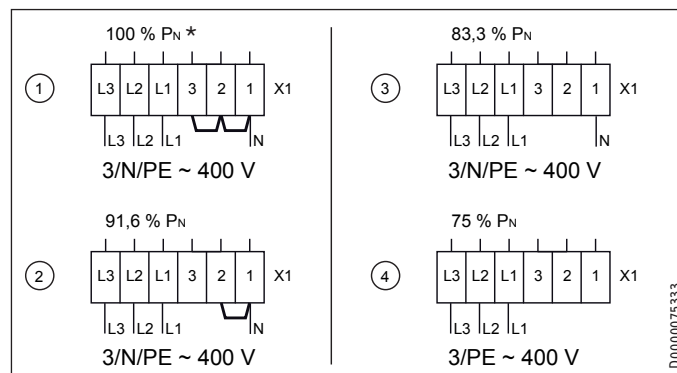 100 % PN *
1
L3 L2 L1 3 2 1 X1
L3 L2 L1 N
3/N/PE ~ 400 V
91,6 % PN
2
L3 L2 L1 3 2 1 X1
L3 L2 L1 N
3/N/PE ~ 400 V
83,3 % PN
3
L3 L2 L1 3 2 1 X1
L3 L2 L1 N
3/N/PE ~ 400 V
75 % PN
4
L3 L2 L1 3 2 1 X1
L3 L2 L1
3/PE ~ 400 V
D0000075333